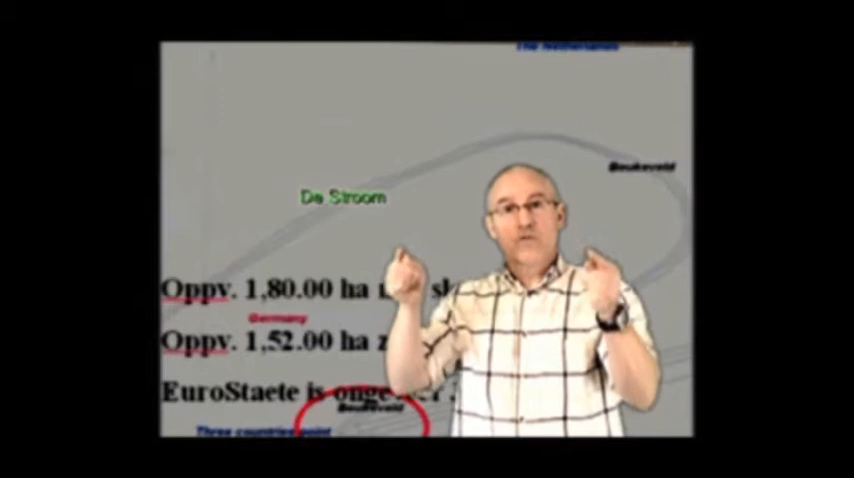 The Netherlands
Beukeveld
De Stroom
Oppv. 1,80.00 ha
Germany
Oppv. 1,52.00 ha
EuroStaete is
Beukeveld
Three countries point